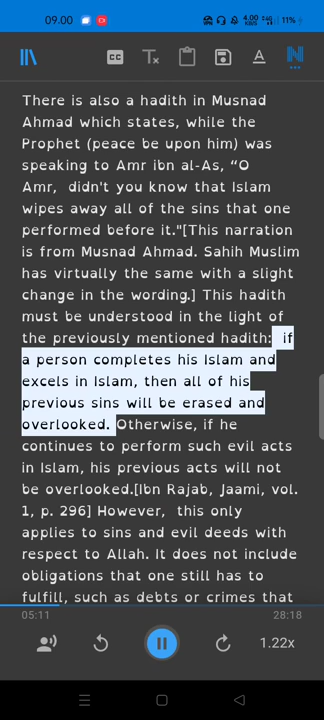 09.00
4.00
KB/S
11%
CC
There is also a hadith in Musnad
Ahmad which states, while the
Prophet (peace be upon him) was
speaking to Amr ibn al-As, “O
Amr,  didn't you know that Islam
wipes away all of the sins that one
performed before it."[This narration
is from Musnad Ahmad. Sahih Muslim
has virtually the same with a slight
change in the wording.] This hadith
must be understood in the light of
the previously mentioned hadith:  if
a person completes his Islam and
excels in Islam, then all of his
previous sins will be erased and
overlooked. Otherwise, if he
continues to perform such evil acts
in Islam, his previous acts will not
be overlooked.[Ibn Rajab, Jaami, vol.
1, p. 296] However,  this only
applies to sins and evil deeds with
respect to Allah. It does not include
obligations that one still has to
fulfill, such as debts or crimes that
05:11
28:18
1.22x